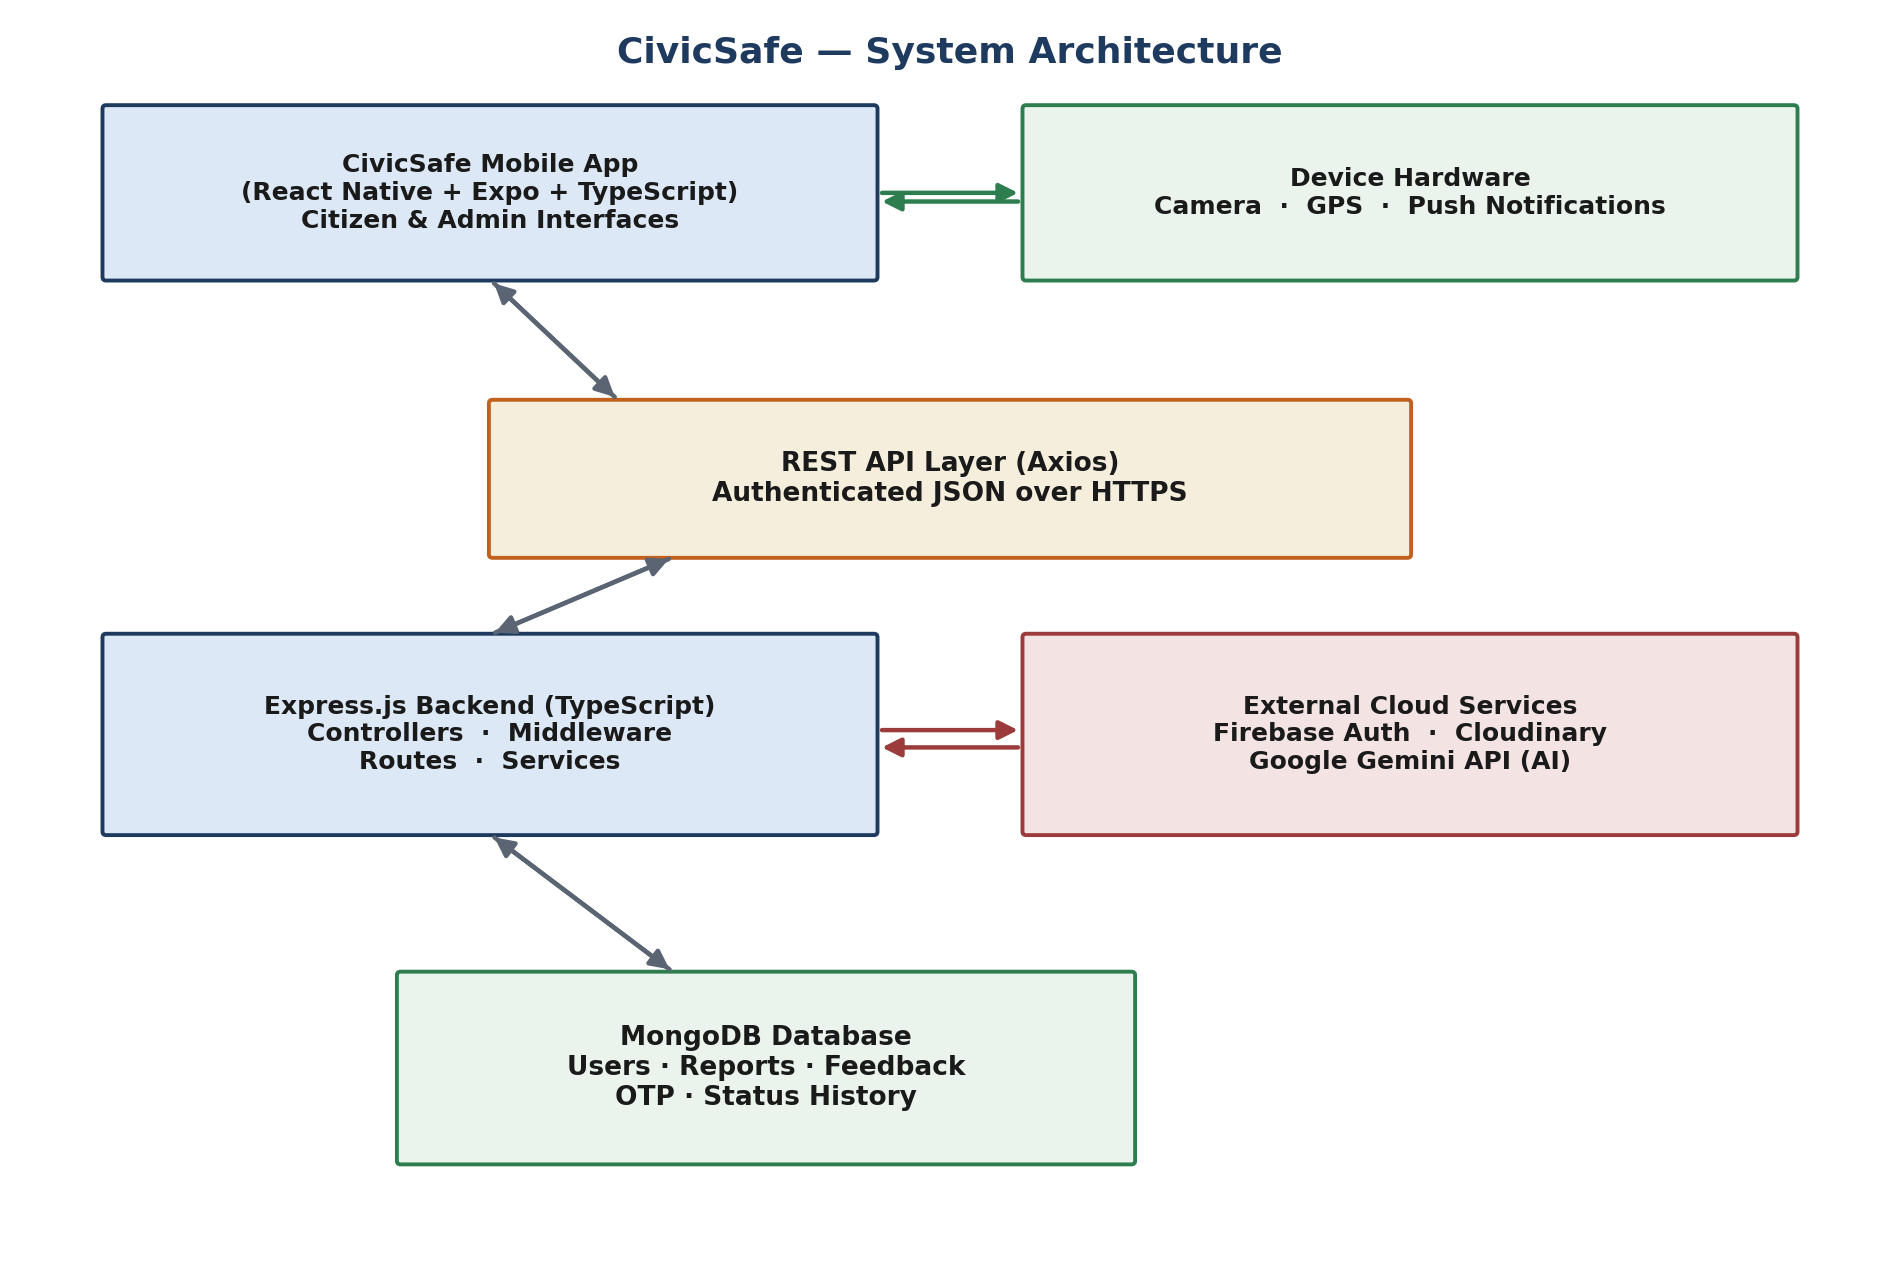 CivicSafe — System Architecture
CivicSafe Mobile App
(React Native + Expo + TypeScript)
Citizen & Admin Interfaces
Device Hardware
Camera · GPS · Push Notifications
REST API Layer (Axios)
Authenticated JSON over HTTPS
Express.js Backend (TypeScript)
Controllers · Middleware
Routes · Services
External Cloud Services
Firebase Auth · Cloudinary
Google Gemini API (AI)
MongoDB Database
Users · Reports · Feedback
OTP · Status History